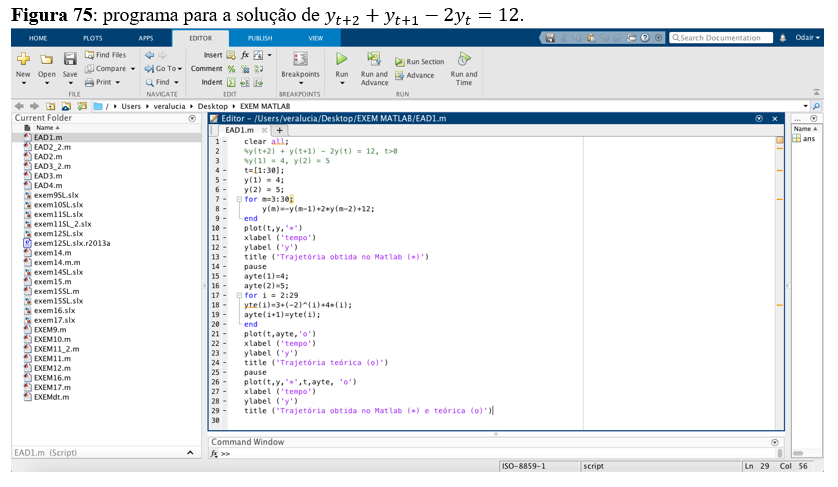 Figura 75: programa para a solução de yt+2 + yt+1 − 2yt = 12.
HOME PLOTS APPS EDITOR PUBLISH VIEW Search Documentation Odair
New Open Save Find Files Compare Print Go To Find Insert fx Comment % Indent Breakpoints Run Run and Advance Run Section Advance Run and Time
FILE NAVIGATE EDIT BREAKPOINTS RUN
/ Users veralucia Desktop EXEM MATLAB
Current Folder
Name
EAD1.m
EAD2_2.m
EAD2.m
EAD3_2.m
EAD3.m
EAD4.m
exem9SL.slx
exem10SL.slx
exem11SL.slx
exem11SL_2.slx
exem12SL.slx
exem12SL.slx.r2013a
exem14.m
exem14.m.m
exem14SL.slx
exem15.m
exem15SL.m
exem15SL.slx
exem16.slx
exem17.slx
EXEM9.m
EXEM10.m
EXEM11_2.m
EXEM11.m
EXEM12.m
EXEM16.m
EXEM17.m
EXEMdt.m
EAD1.m (Script)
Editor - /Users/veralucia/Desktop/EXEM MATLAB/EAD1.m
EAD1.m × +
1 - clear all;
2 %y(t+2) + y(t+1) - 2y(t) = 12, t>0
3 %y(1) = 4, y(2) = 5
4 - t=[1:30];
5 - y(1) = 4;
6 - y(2) = 5;
7 - for m=3:30;
8 - y(m)=-y(m-1)+2*y(m-2)+12;
9 - end
10 - plot(t,y,'*')
11 - xlabel ('tempo')
12 - ylabel ('y')
13 - title ('Trajetória obtida no Matlab (*)')
14 - pause
15 - ayte(1)=4;
16 - ayte(2)=5;
17 - for i = 2:29
18 - yte(i)=3+(-2)^(i)+4*(i);
19 - ayte(i+1)=yte(i);
20 - end
21 - plot(t,ayte,'o')
22 - xlabel ('tempo')
23 - ylabel ('y')
24 - title ('Trajetória teórica (o)')
25 - pause
26 - plot(t,y,'*',t,ayte, 'o')
27 - xlabel ('tempo')
28 - ylabel ('y')
29 - title ('Trajetória obtida no Matlab (*) e teórica (o)')
30
Command Window
fx >>
... 
Name
ans
ISO-8859-1 script Ln 29 Col 56